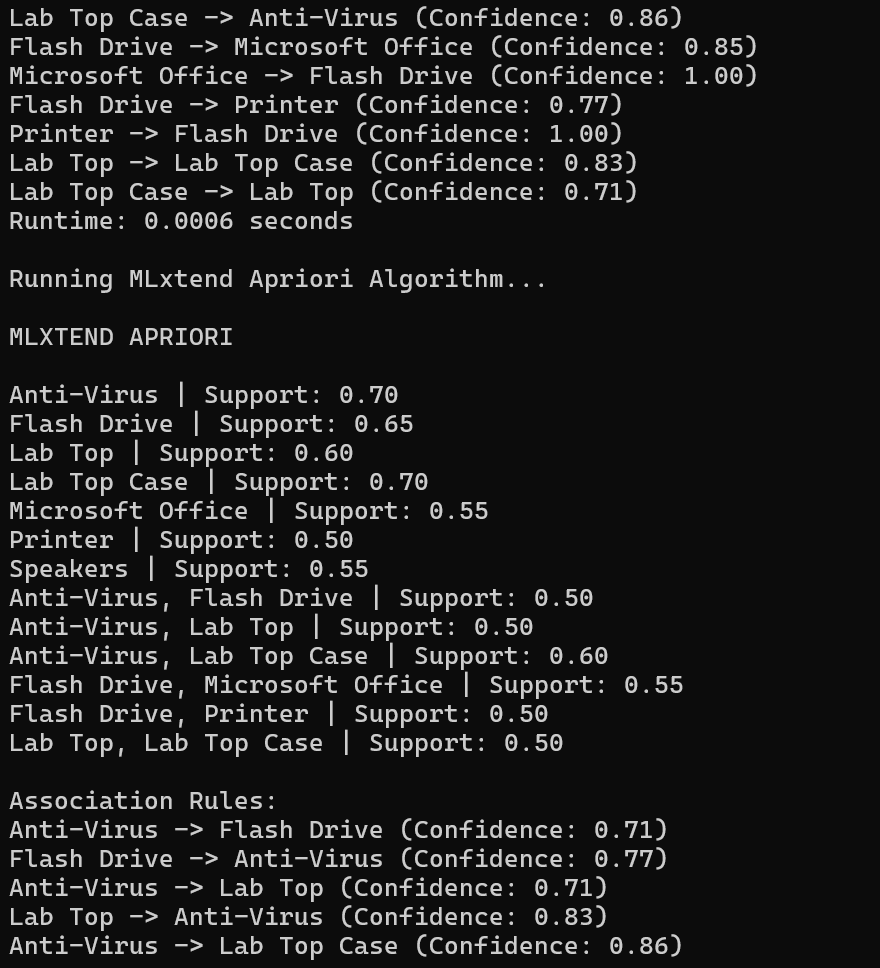 Lab Top Case -> Anti-Virus (Confidence: 0.86)
Flash Drive -> Microsoft Office (Confidence: 0.85)
Microsoft Office -> Flash Drive (Confidence: 1.00)
Flash Drive -> Printer (Confidence: 0.77)
Printer -> Flash Drive (Confidence: 1.00)
Lab Top -> Lab Top Case (Confidence: 0.83)
Lab Top Case -> Lab Top (Confidence: 0.71)
Runtime: 0.0006 seconds
Running MLxtend Apriori Algorithm...
MLXTEND APRIORI
Anti-Virus | Support: 0.70
Flash Drive | Support: 0.65
Lab Top | Support: 0.60
Lab Top Case | Support: 0.70
Microsoft Office | Support: 0.55
Printer | Support: 0.50
Speakers | Support: 0.55
Anti-Virus, Flash Drive | Support: 0.50
Anti-Virus, Lab Top | Support: 0.50
Anti-Virus, Lab Top Case | Support: 0.60
Flash Drive, Microsoft Office | Support: 0.55
Flash Drive, Printer | Support: 0.50
Lab Top, Lab Top Case | Support: 0.50
Association Rules:
Anti-Virus -> Flash Drive (Confidence: 0.71)
Flash Drive -> Anti-Virus (Confidence: 0.77)
Anti-Virus -> Lab Top (Confidence: 0.71)
Lab Top -> Anti-Virus (Confidence: 0.83)
Anti-Virus -> Lab Top Case (Confidence: 0.86)